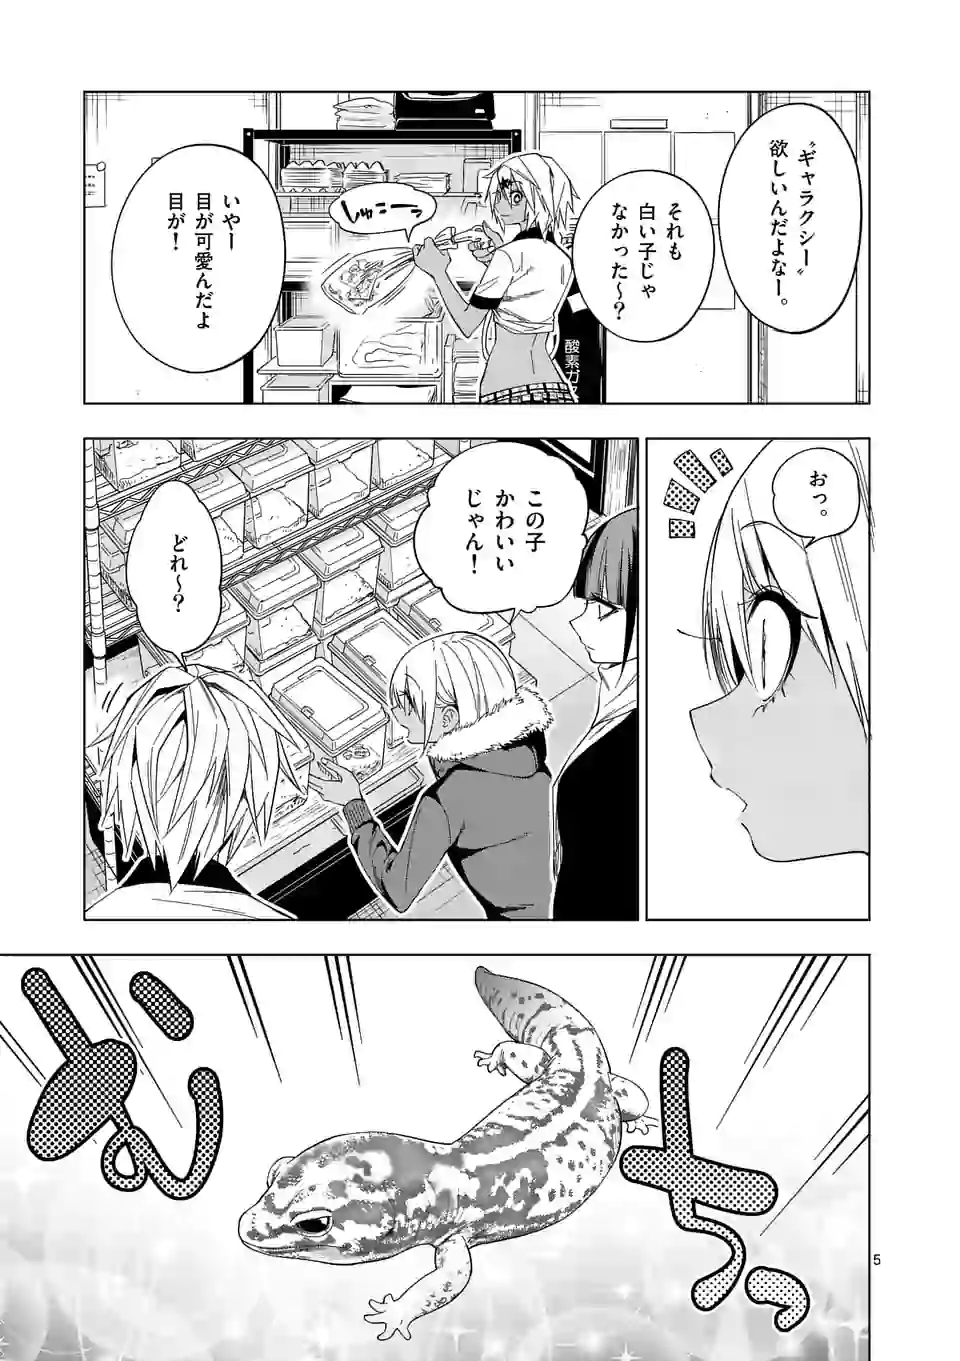 〝ギャラクシー〟
欲しいんだよなー。
それも
白い子じゃ
なかった〜？
しゅこーっ
いやー
目が可愛んだよ
目が！
酸素ガス
おっ。
この子
かわいい
じゃん！
どれ〜？
むちっ
5